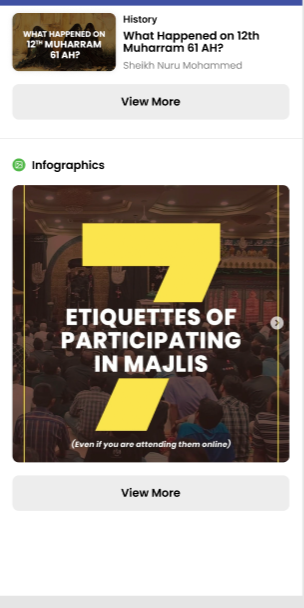 WHAT HAPPENED ON
12TH MUHARRAM
61 AH?
History
What Happened on 12th
Muharram 61 AH?
Sheikh Nuru Mohammed
View More
Infographics
7
ETIQUETTES OF
PARTICIPATING
IN MAJLIS
(Even if you are attending them online)
View More